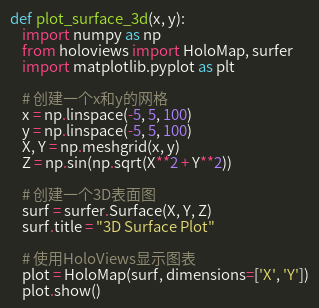 def plot_surface_3d(x, y):
    import numpy as np
    from holoviews import HoloMap, surfer
    import matplotlib.pyplot as plt

    # 创建一个x和y的网格
    x = np.linspace(-5, 5, 100)
    y = np.linspace(-5, 5, 100)
    X, Y = np.meshgrid(x, y)
    Z = np.sin(np.sqrt(X**2 + Y**2))

    # 创建一个3D表面图
    surf = surfer.Surface(X, Y, Z)
    surf.title = "3D Surface Plot"

    # 使用HoloViews显示图表
    plot = HoloMap(surf, dimensions=['X', 'Y'])
    plot.show()